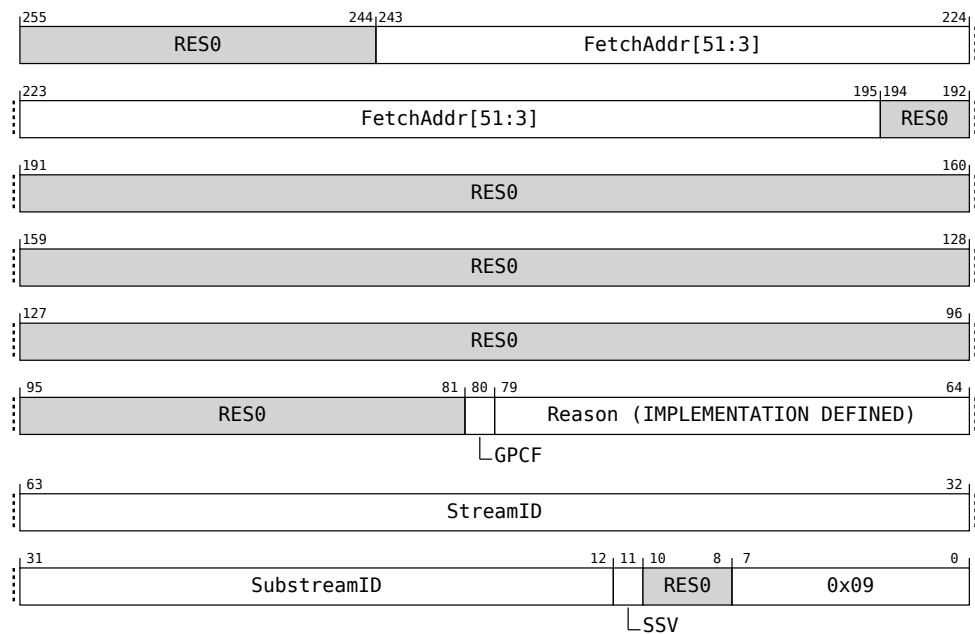 255 244 243 224
RES0 FetchAddr[51:3]
223 195 194 192
FetchAddr[51:3] RES0
191 160
RES0
159 128
RES0
127 96
RES0
95 81 80 79 64
RES0 Reason (IMPLEMENTATION DEFINED)
GPCF
63 32
StreamID
31 12 11 10 8 7 0
SubstreamID RES0 0x09
SSV